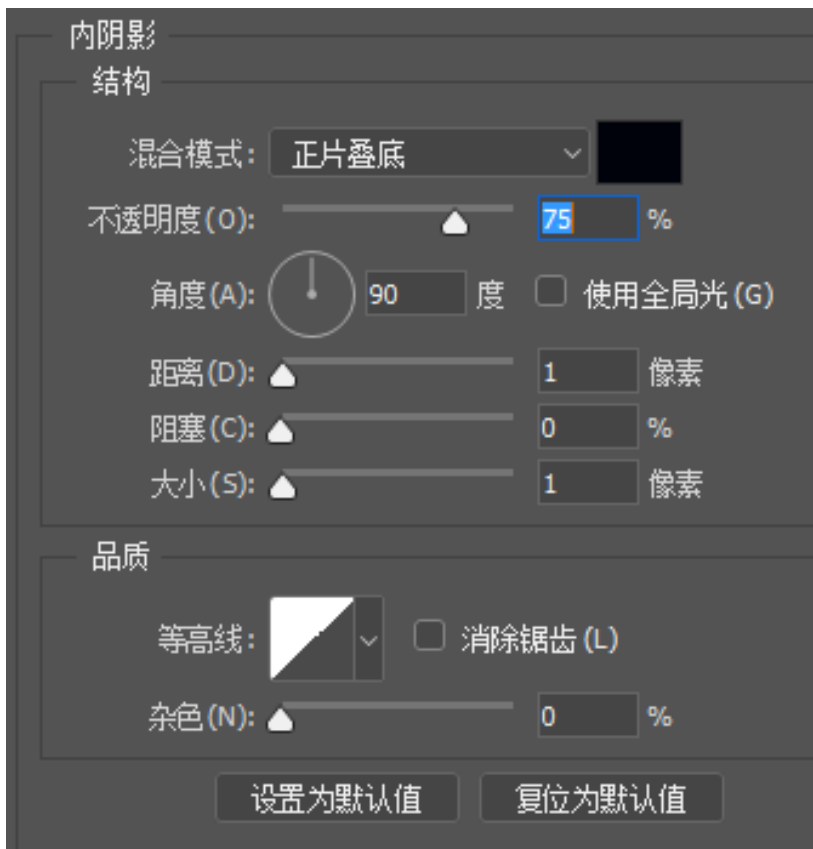 内阴影
结构
混合模式: 正片叠底
不透明度(O): 75 %
角度(A): 90 度 使用全局光(G)
距离(D): 1 像素
阻塞(C): 0 %
大小(S): 1 像素
品质
等高线: 消除锯齿(L)
杂色(N): 0 %
设置为默认值 复位为默认值